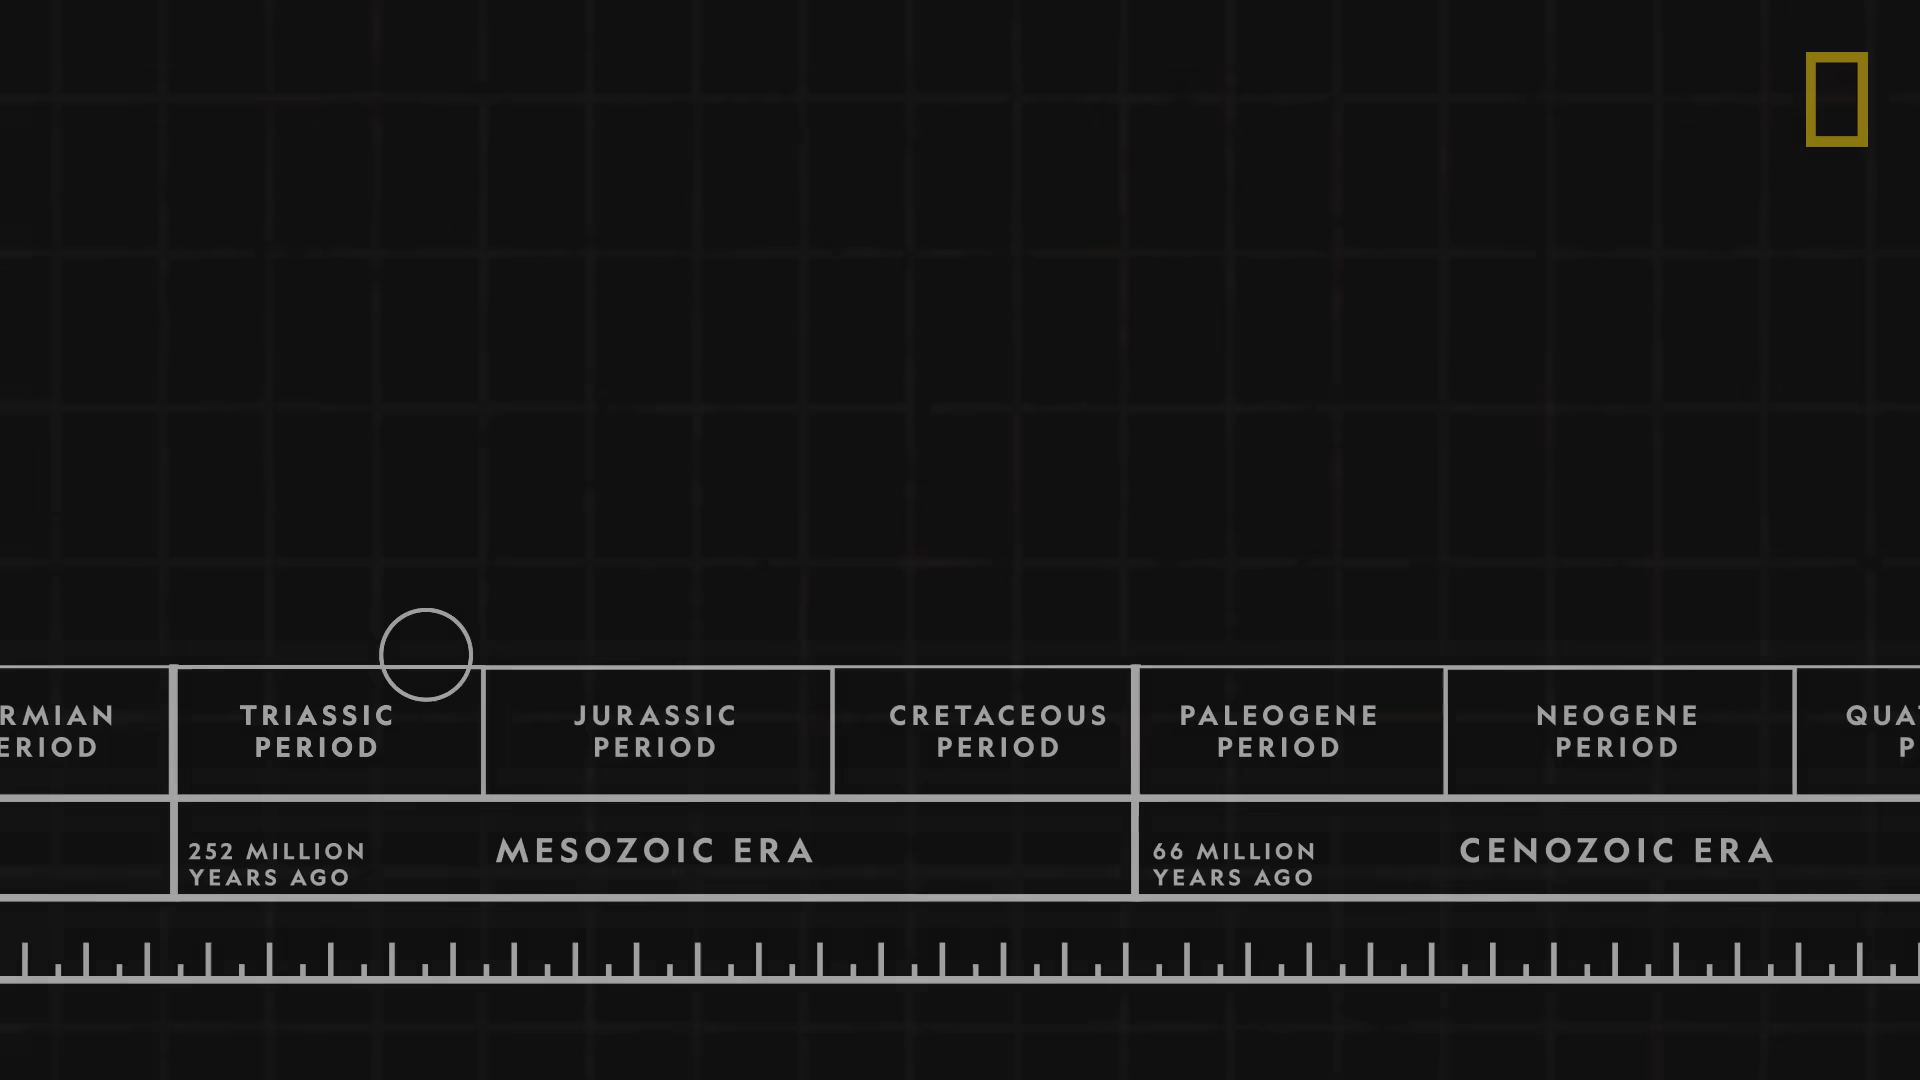 RMIAN
ERIOD
TRIASSIC
PERIOD
JURASSIC
PERIOD
CRETACEOUS
PERIOD
PALEOGENE
PERIOD
NEOGENE
PERIOD
QUA
P
252 MILLION
YEARS AGO
MESOZOIC ERA
66 MILLION
YEARS AGO
CENOZOIC ERA